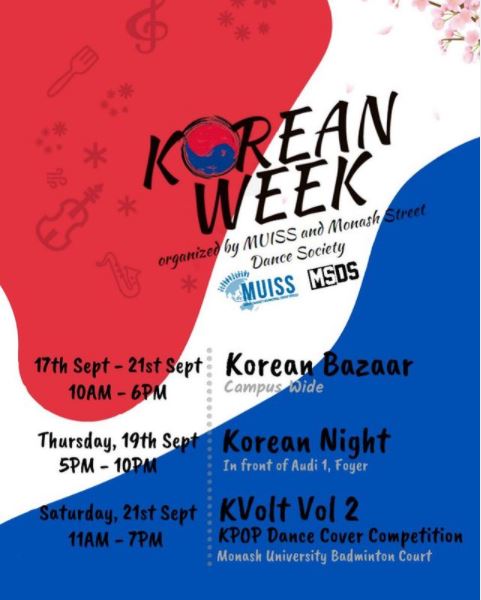 KOREAN
WEEK
organized by MUISS and Monash Street
Dance Society
MUISS
MSDS
17th Sept - 21st Sept
10AM - 6PM
Korean Bazaar
Campus Wide
Thursday, 19th Sept
5PM - 10PM
Korean Night
In front of Audi 1, Foyer
Saturday, 21st Sept
11AM - 7PM
KVolt Vol 2
KPOP Dance Cover Competition
Monash University Badminton Court